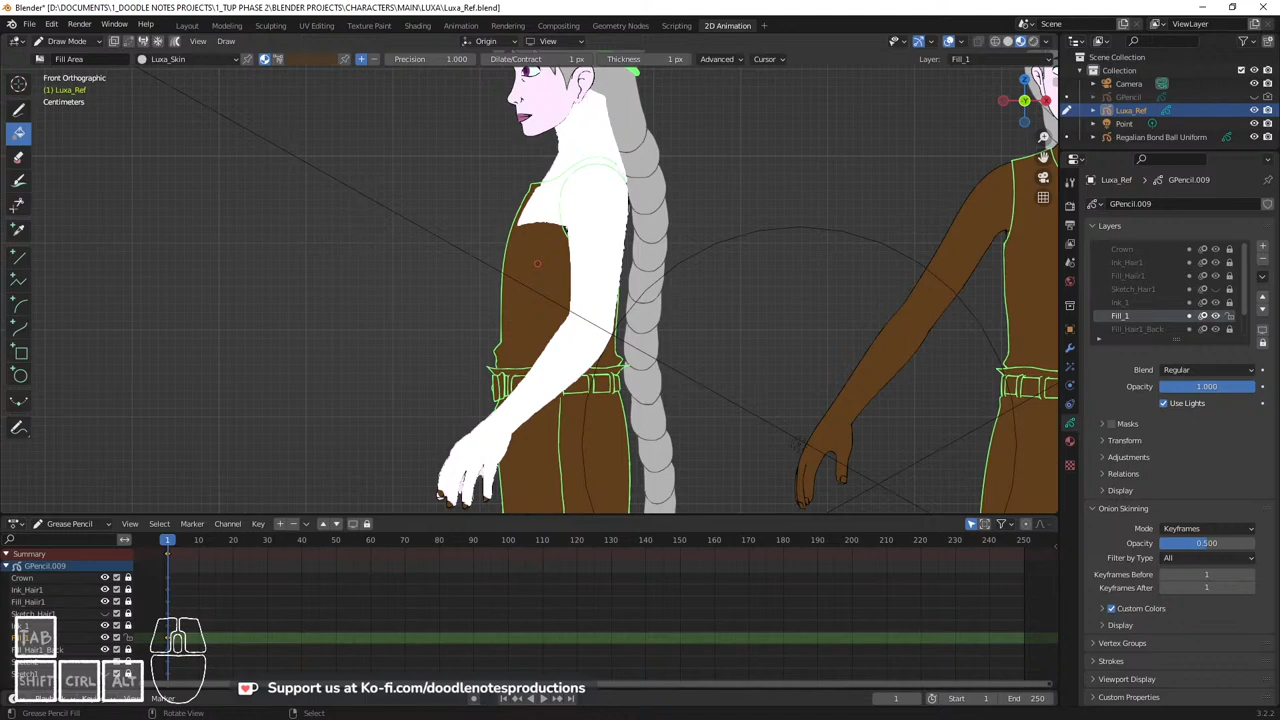 Blender* [D:\DOCUMENTS\1_DOODLE NOTES PROJECTS\1_TUP PHASE 2\BLENDER PROJECTS\CHARACTERS\MAIN\LUXA\Luxa_Ref.blend]
File Edit Render Window Help Layout Modeling Sculpting UV Editing Texture Paint Shading Animation Rendering Compositing Geometry Nodes Scripting 2D Animation Scene ViewLayer
Draw Mode View Draw Origin View
Fill Area Luxa_Skin Precision 1.000 Dilate/Contract 1 px Thickness 1 px Advanced Cursor Layer: Fill_1
Front Orthographic
(1) Luxa_Ref
Centimeters
Scene Collection
Collection
Camera
GPencil
Luxa_Ref
Point
Regalian Bond Ball Uniform
Luxa_Ref GPencil.009
GPencil.009
Layers
Crown
Ink_Hair1
Fill_Hair1
Sketch_Hair1
Ink_1
Fill_1
Fill_Hair1_Back
Blend Regular
Opacity 1.000
Use Lights
Masks
Transform
Adjustments
Relations
Display
Onion Skinning
Mode Keyframes
Opacity 0.500
Filter by Type All
Keyframes Before 1
Keyframes After 1
Custom Colors
Display
Vertex Groups
Strokes
Viewport Display
Custom Properties
Grease Pencil View Select Marker Channel Key
1 10 20 30 40 50 60 70 80 90 100 110 120 130 140 150 160 170 180 190 200 210 220 230 240 250
Summary
GPencil.009
Crown
Ink_Hair1
Fill_Hair1
Sketch_Hair1
TAB
Fill_Hair1_Back
SHIFT CTRL ALT
Support us at Ko-fi.com/doodlenotesproductions
Marker 1 Start 1 End 250
Grease Pencil Fill Rotate View Select 3.2.2